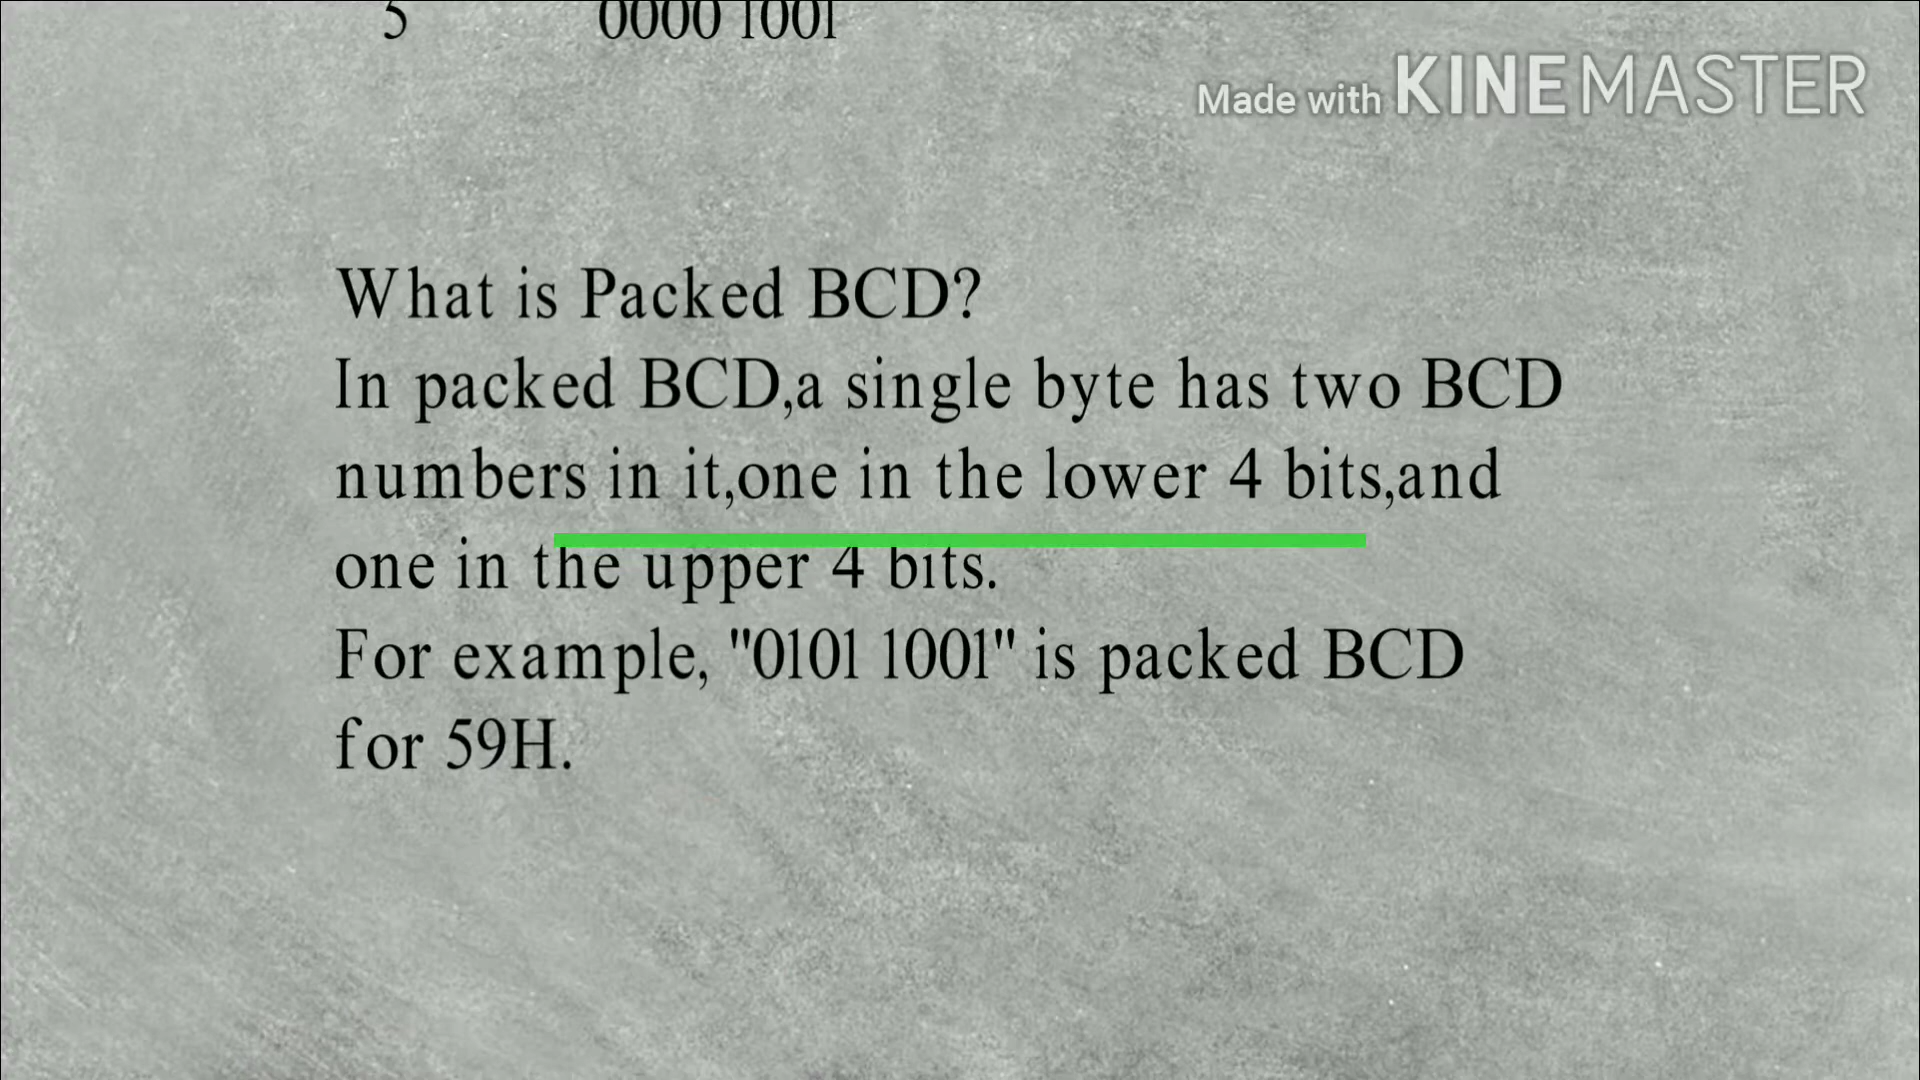 5 0000 1001
Made with KINEMASTER
What is Packed BCD?
In packed BCD,a single byte has two BCD
numbers in it,one in the lower 4 bits,and
one in the upper 4 bits.
For example, "0101 1001" is packed BCD
for 59H.